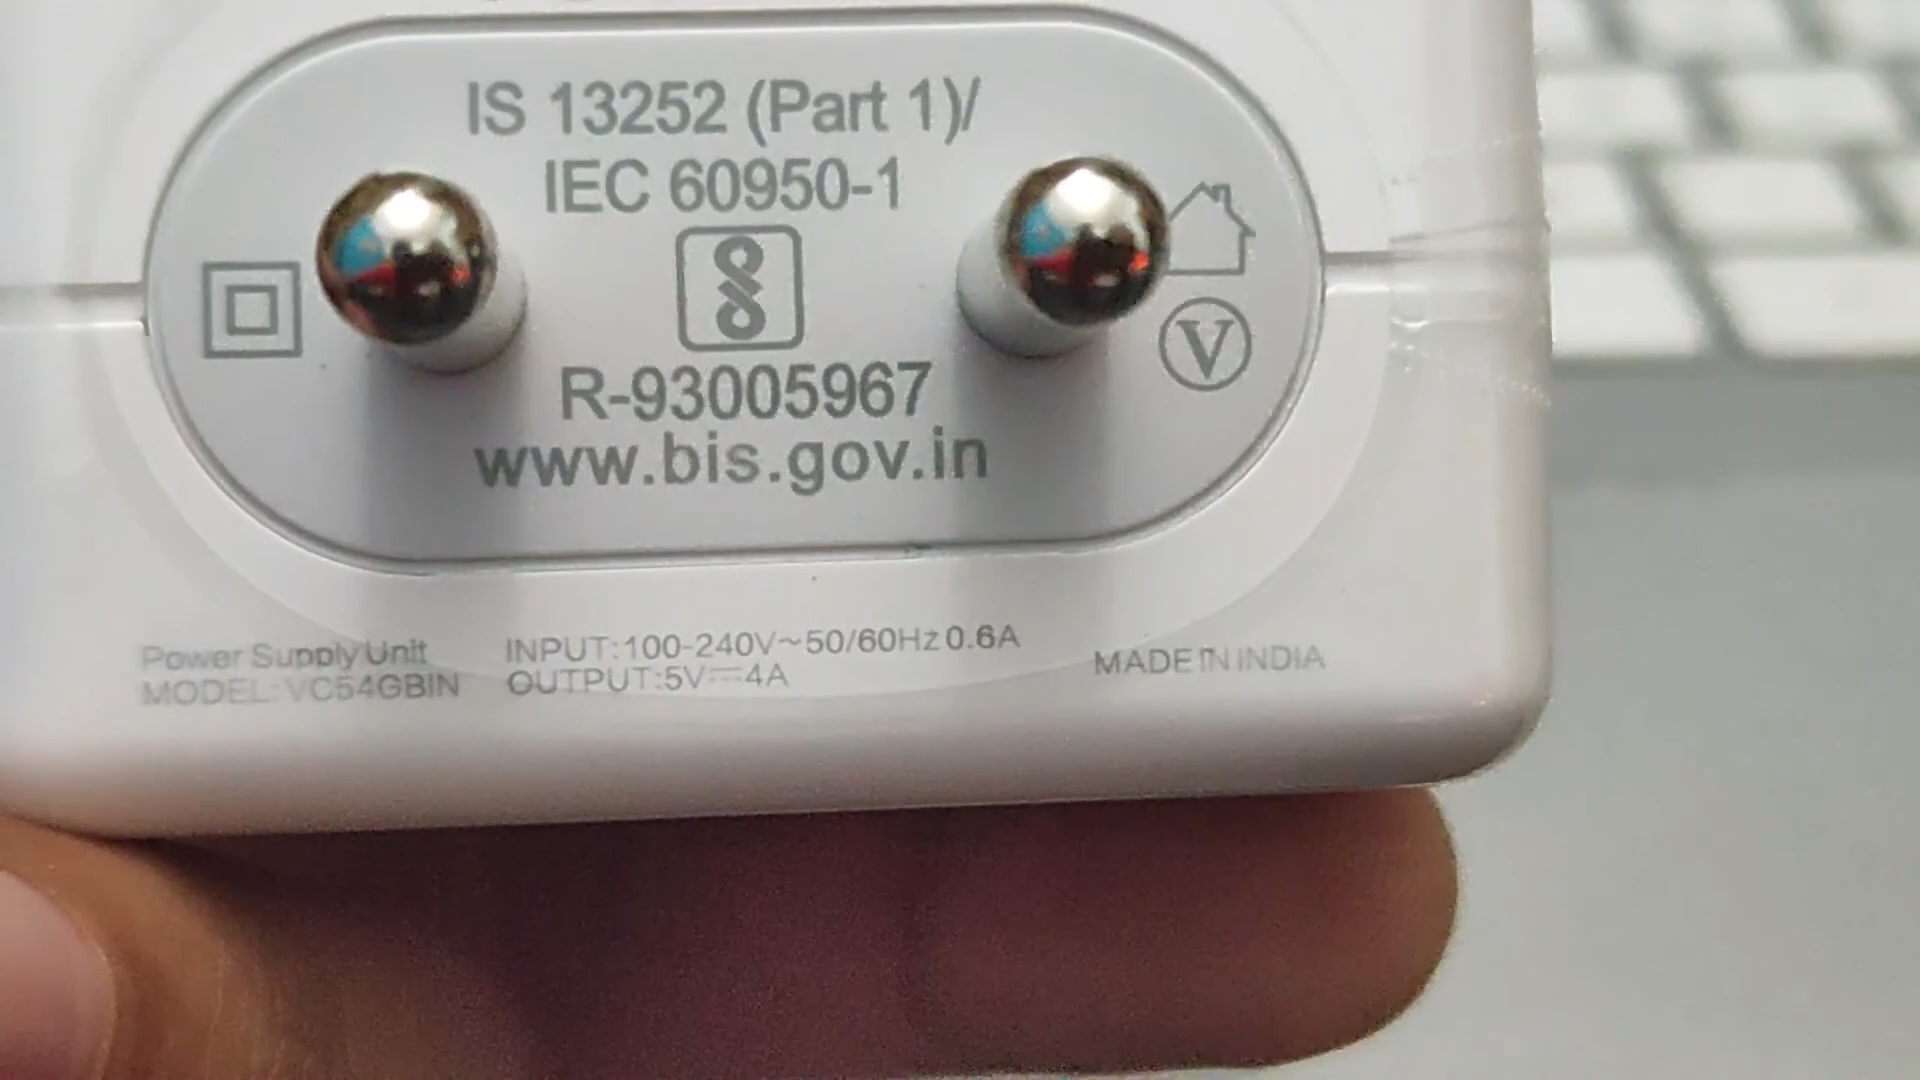 IS 13252 (Part 1)/
IEC 60950-1
R-93005967
www.bis.gov.in
V
Power Supply Unit
MODEL: VC54GBIN
INPUT:100-240V~50/60Hz 0.6A
OUTPUT:5V⎓4A
MADE IN INDIA